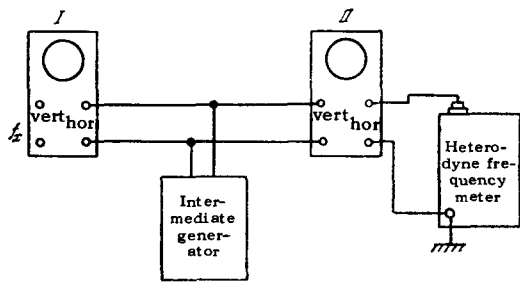 I
II
vert hor
fx
vert hor
Hetero-
dyne fre-
quency
meter
Inter-
mediate
gener-
ator